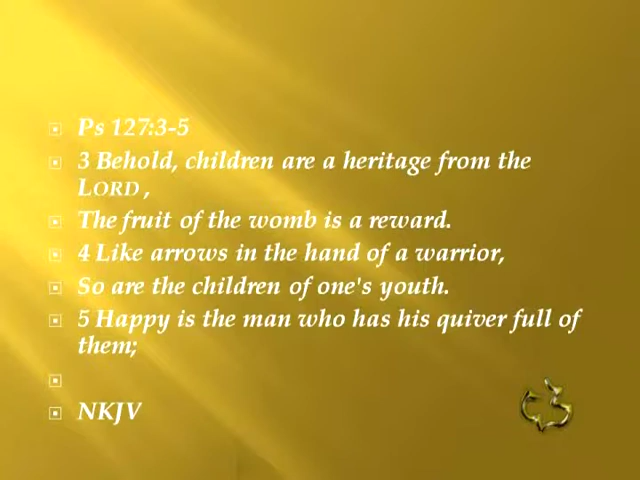 Ps 127:3-5
3 Behold, children are a heritage from the
LORD ,
The fruit of the womb is a reward.
4 Like arrows in the hand of a warrior,
So are the children of one's youth.
5 Happy is the man who has his quiver full of
them;
NKJV